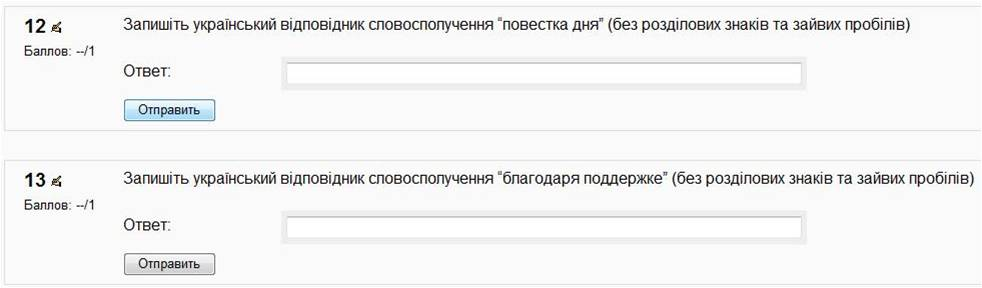 12 Запишіть український відповідник словосполучення “повестка дня” (без розділових знаків та зайвих пробілів)
Баллов: --/1
Ответ:
Отправить
13 Запишіть український відповідник словосполучення “благодаря поддержке” (без розділових знаків та зайвих пробілів)
Баллов: --/1
Ответ:
Отправить